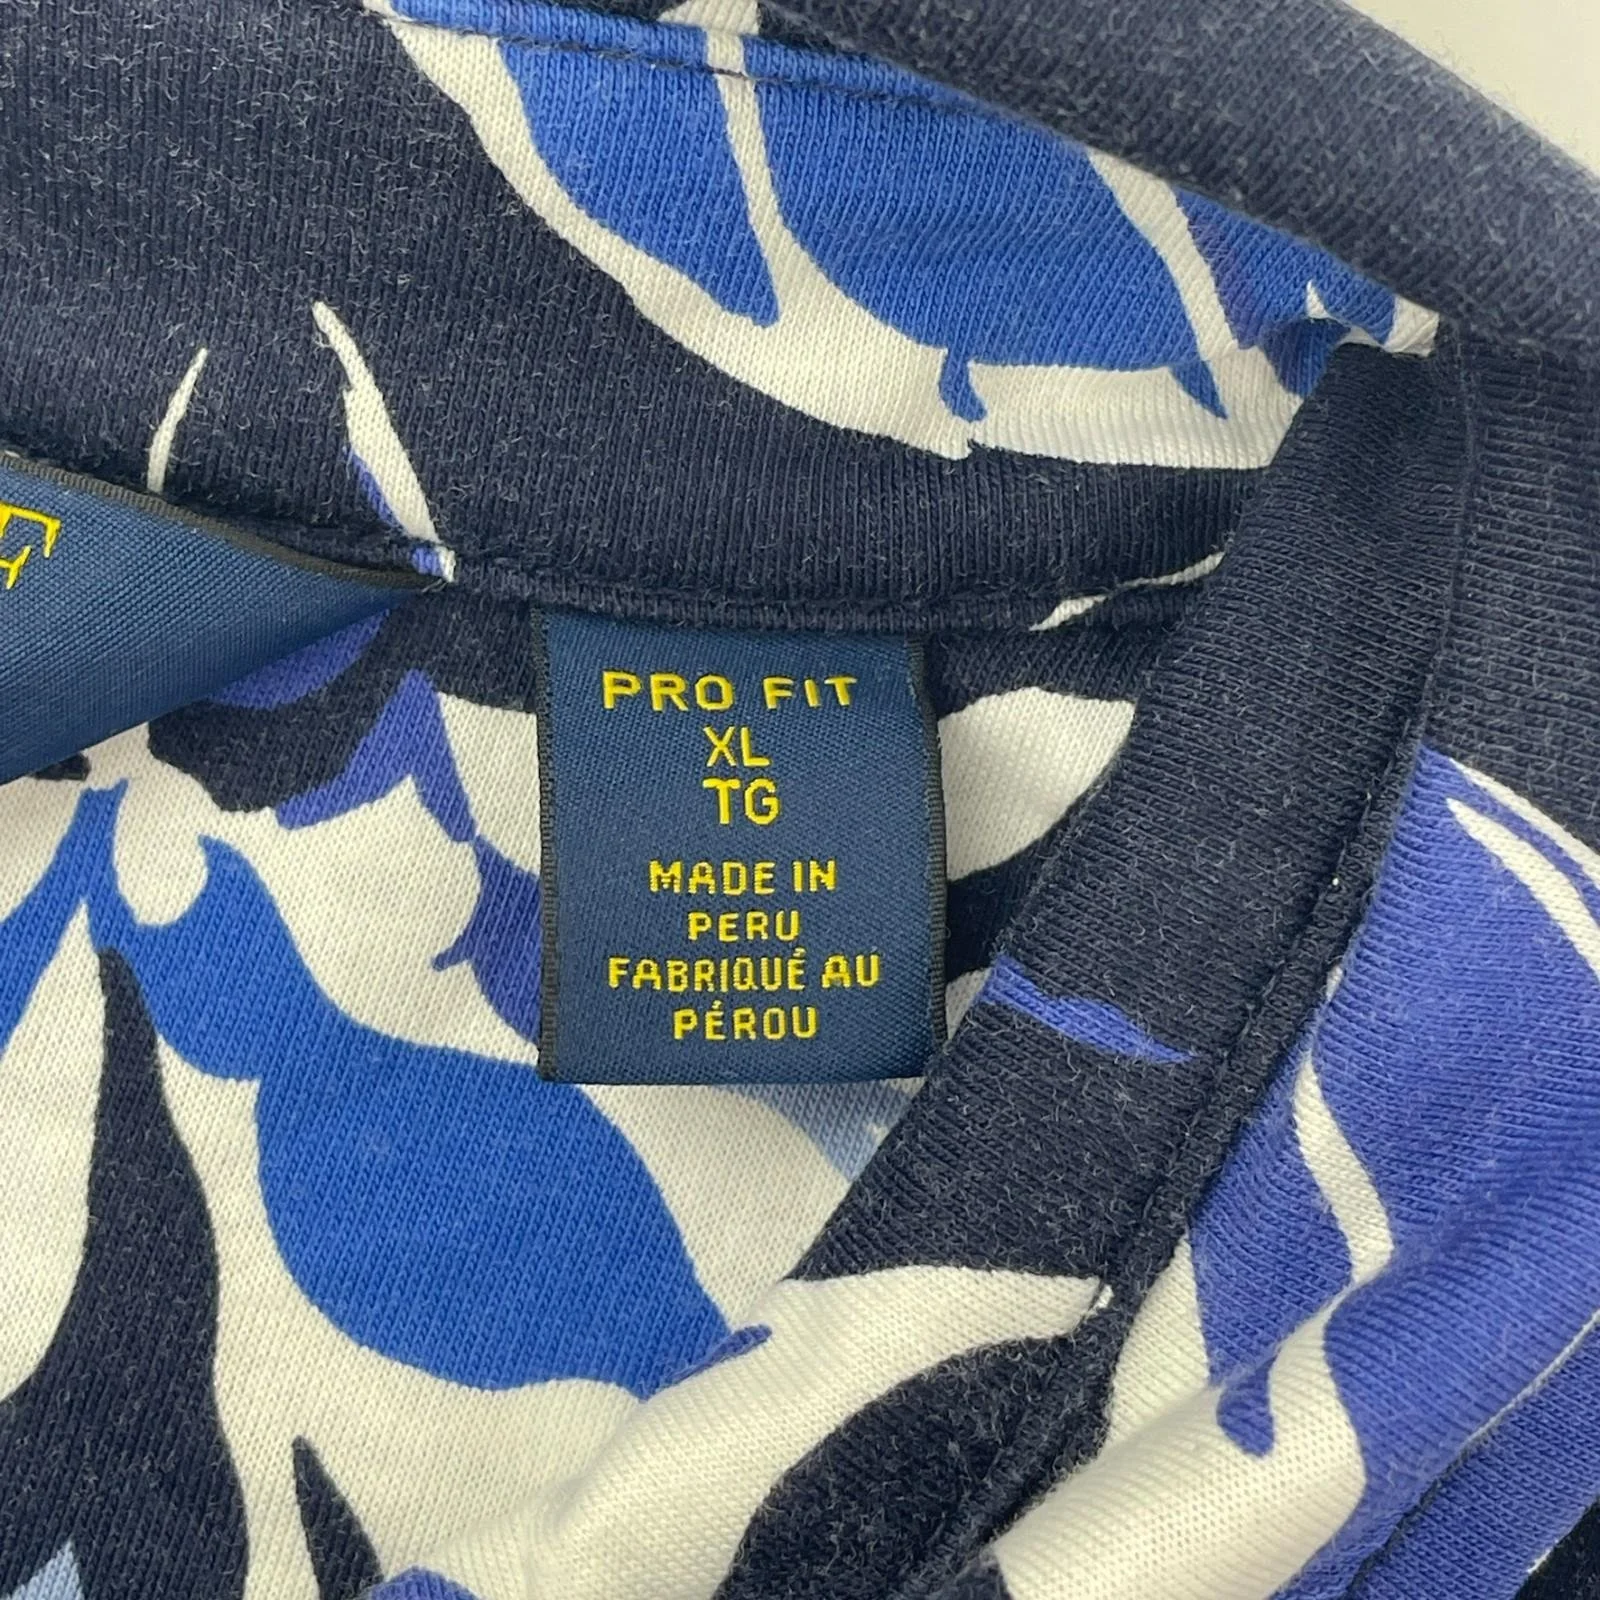 PRO FIT
XL
TG
MADE IN
PERU
FABRIQUÉ AU
PÉROU